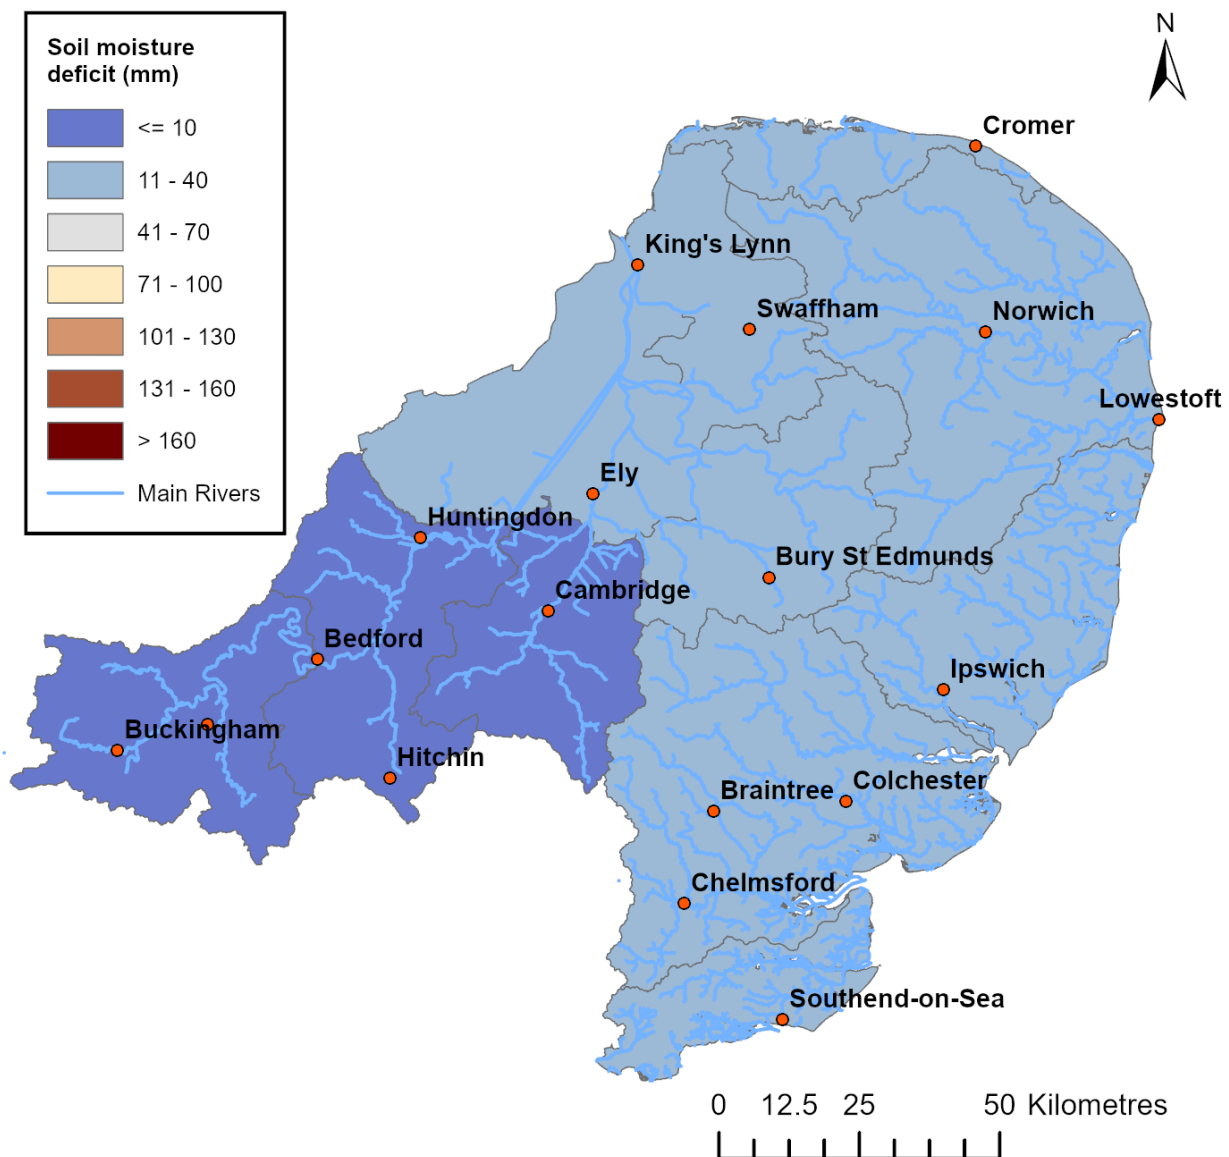 Soil moisture
deficit (mm)
<= 10
11 - 40
41 - 70
71 - 100
101 - 130
131 - 160
> 160
Main Rivers
N
Cromer
King's Lynn
Swaffham
Norwich
Lowestoft
Ely
Huntingdon
Bury St Edmunds
Cambridge
Bedford
Ipswich
Buckingham
Hitchin
Colchester
Braintree
Chelmsford
Southend-on-Sea
0 12.5 25 50 Kilometres